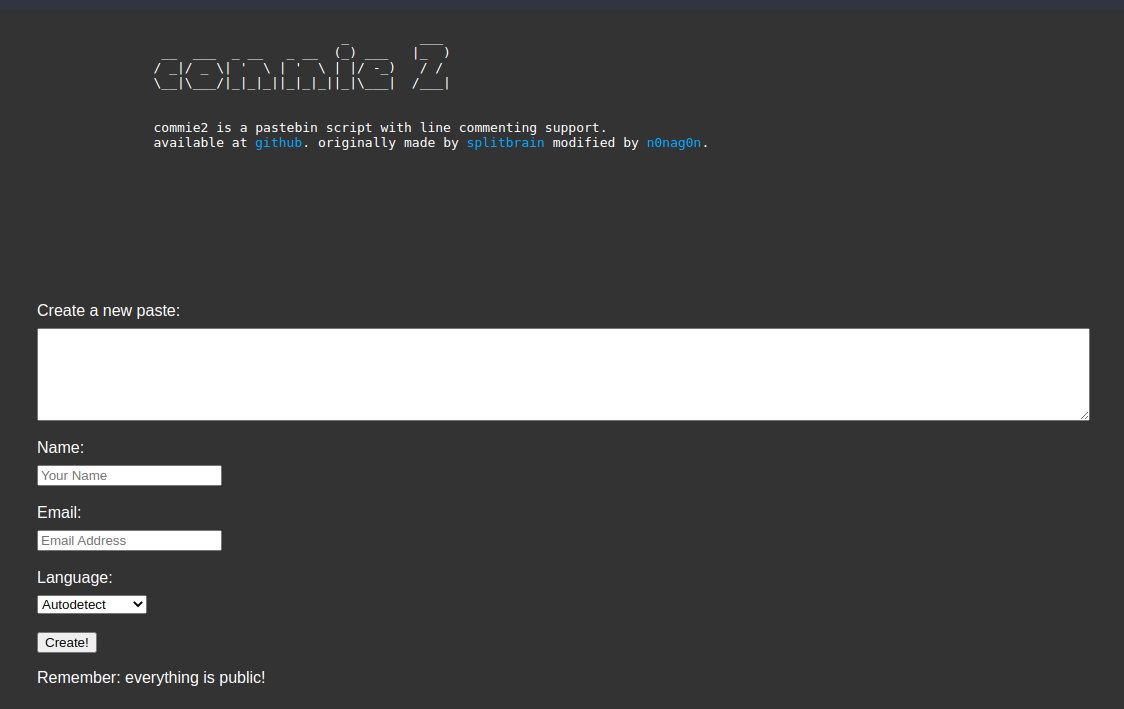 commie 2
commie2 is a pastebin script with line commenting support.
available at github. originally made by splitbrain modified by n0nag0n.
Create a new paste:
Name:
Your Name
Email:
Email Address
Language:
Autodetect
Create!
Remember: everything is public!